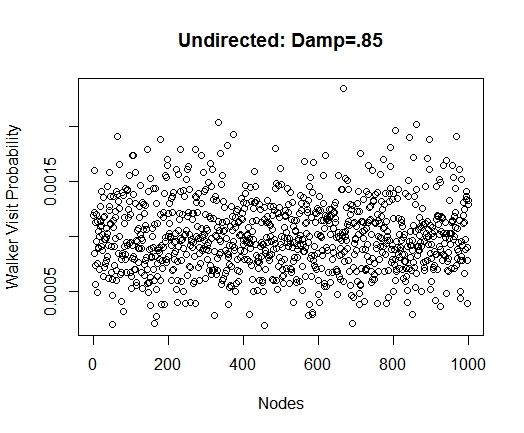 Undirected: Damp=.85
Walker Visit Probability
0.0015
0.0005
0 200 400 600 800 1000
Nodes